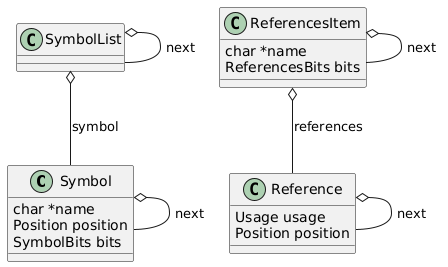 C SymbolList
next
symbol
C Symbol
char *name
Position position
SymbolBits bits
next
C ReferencesItem
char *name
ReferencesBits bits
next
references
C Reference
Usage usage
Position position
next